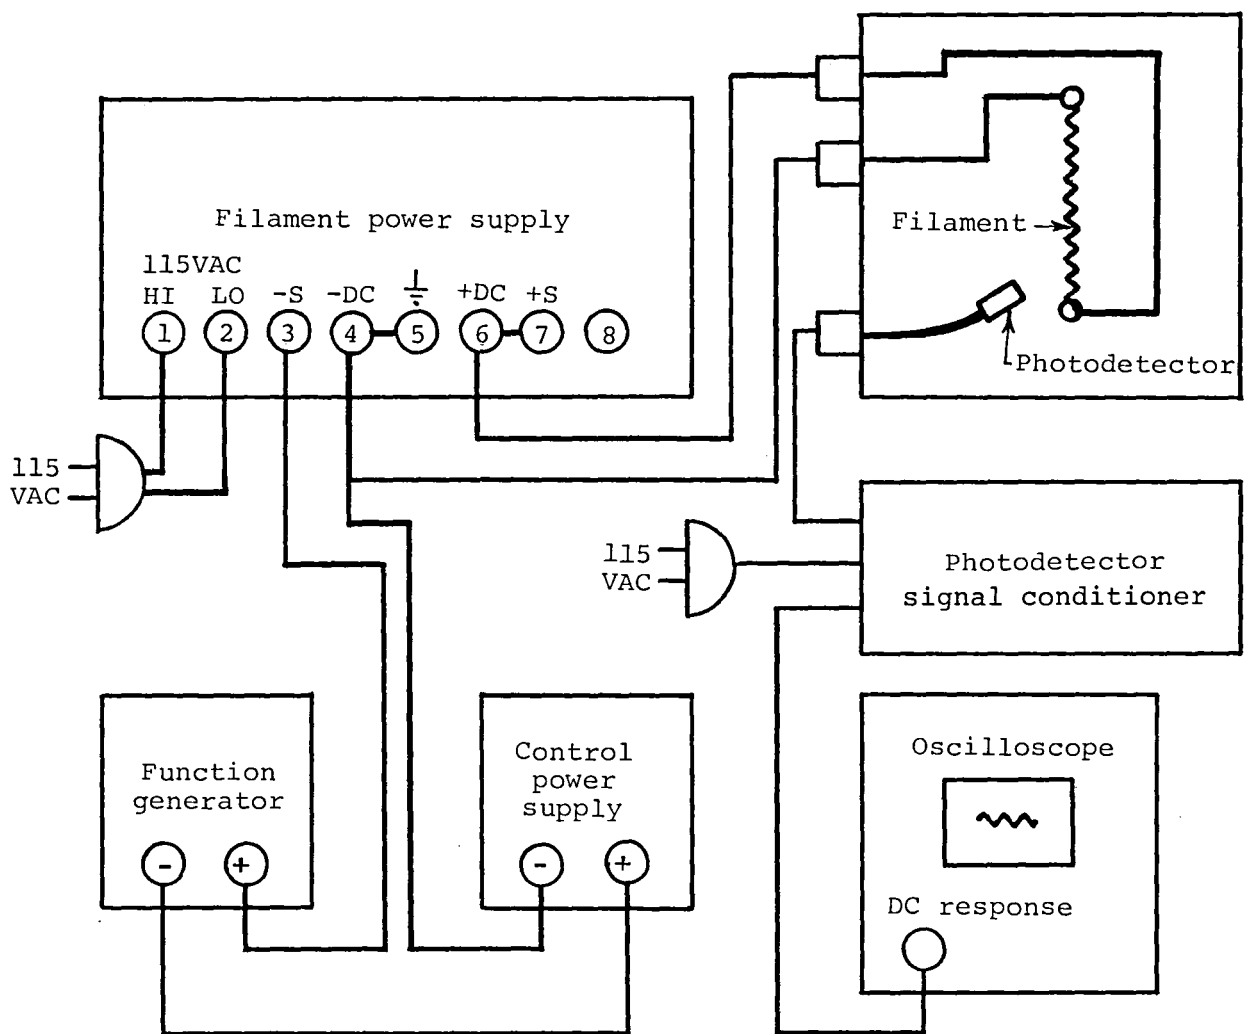 Filament power supply
115VAC
HI LO -S -DC +DC +S
1 2 3 4 5 6 7 8
Filament
Photodetector
115
VAC
115
VAC
Photodetector
signal conditioner
Function
generator
- +
Control
power
supply
- +
Oscilloscope
DC response